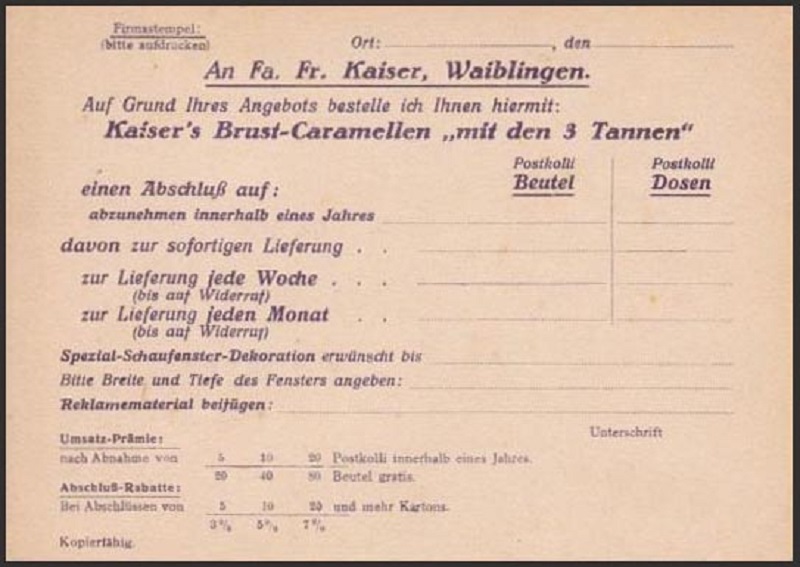 Firmastempel:
(bitte aufdrucken)
Ort: , den
An Fa. Fr. Kaiser, Waiblingen.
Auf Grund Ihres Angebots bestelle ich Ihnen hiermit:
Kaiser's Brust-Caramellen „mit den 3 Tannen“
Postkolli Postkolli
Beutel Dosen
einen Abschluß auf:
abzunehmen innerhalb eines Jahres
davon zur sofortigen Lieferung . .
zur Lieferung jede Woche . . .
(bis auf Widerruf)
zur Lieferung jeden Monat . .
(bis auf Widerruf)
Spezial-Schaufenster-Dekoration erwünscht bis
Bitte Breite und Tiefe des Fensters angeben:
Reklamematerial beifügen:
Unterschrift
Umsatz-Prämie:
nach Abnahme von 5 10 20 Postkolli innerhalb eines Jahres.
20 40 80 Beutel gratis.
Abschluß-Rabatte:
Bei Abschlüssen von 5 10 25 und mehr Kartons.
3% 5% 7%
Kopierfähig.